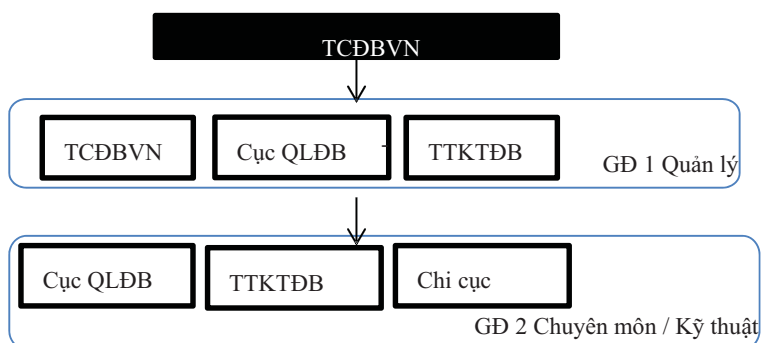 TCĐBVN
TCĐBVN
Cục QLĐB
TTKTĐB
GĐ 1 Quản lý
Cục QLĐB
TTKTĐB
Chi cục
GĐ 2 Chuyên môn / Kỹ thuật